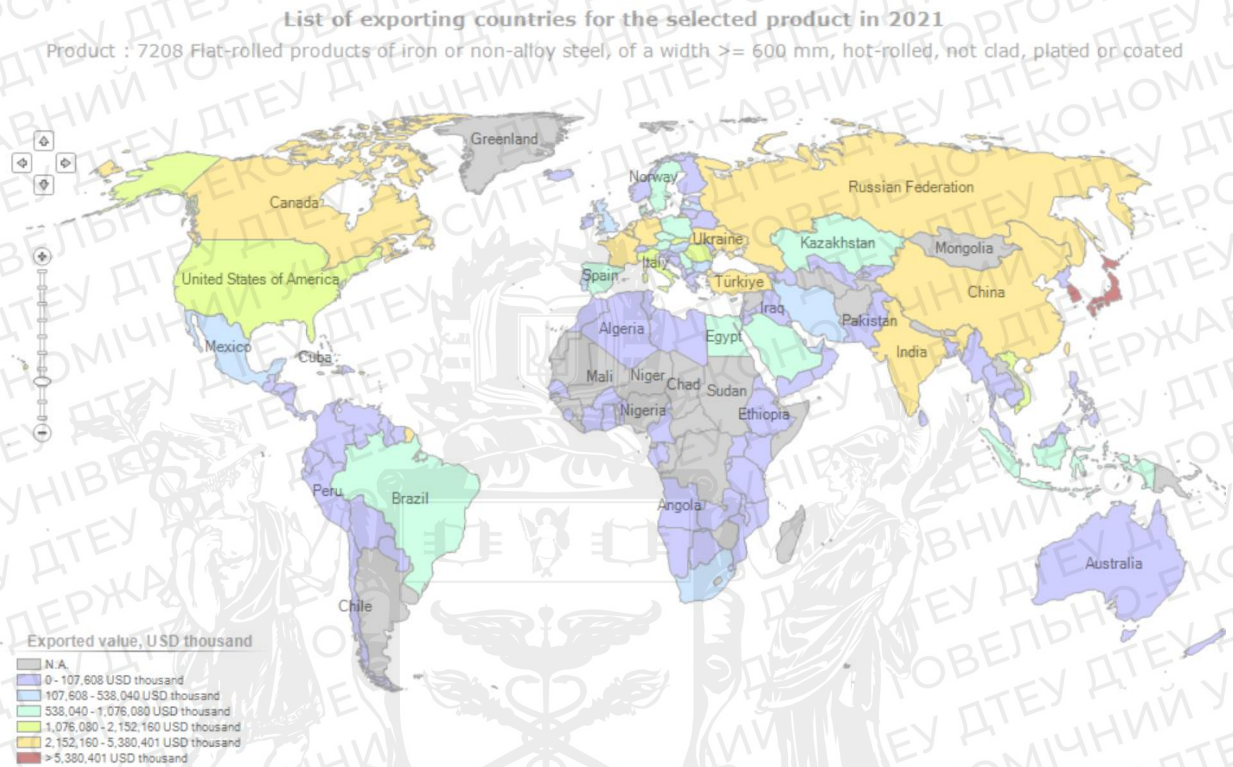 List of exporting countries for the selected product in 2021
Product : 7208 Flat-rolled products of iron or non-alloy steel, of a width >= 600 mm, hot-rolled, not clad, plated or coated
Greenland
Norway
Russian Federation
Canada
Ukraine
Kazakhstan
Mongolia
United States of America
Spain
Italy
Türkiye
China
Iraq
Pakistan
Algeria
Egypt
India
Mexico
Cuba
Mali
Niger
Chad
Sudan
Nigeria
Ethiopia
Peru
Brazil
Angola
Australia
Chile
Exported value, USD thousand
N.A.
0 - 107,608 USD thousand
107,608 - 538,040 USD thousand
538,040 - 1,076,080 USD thousand
1,076,080 - 2,152,160 USD thousand
2,152,160 - 5,380,401 USD thousand
> 5,380,401 USD thousand